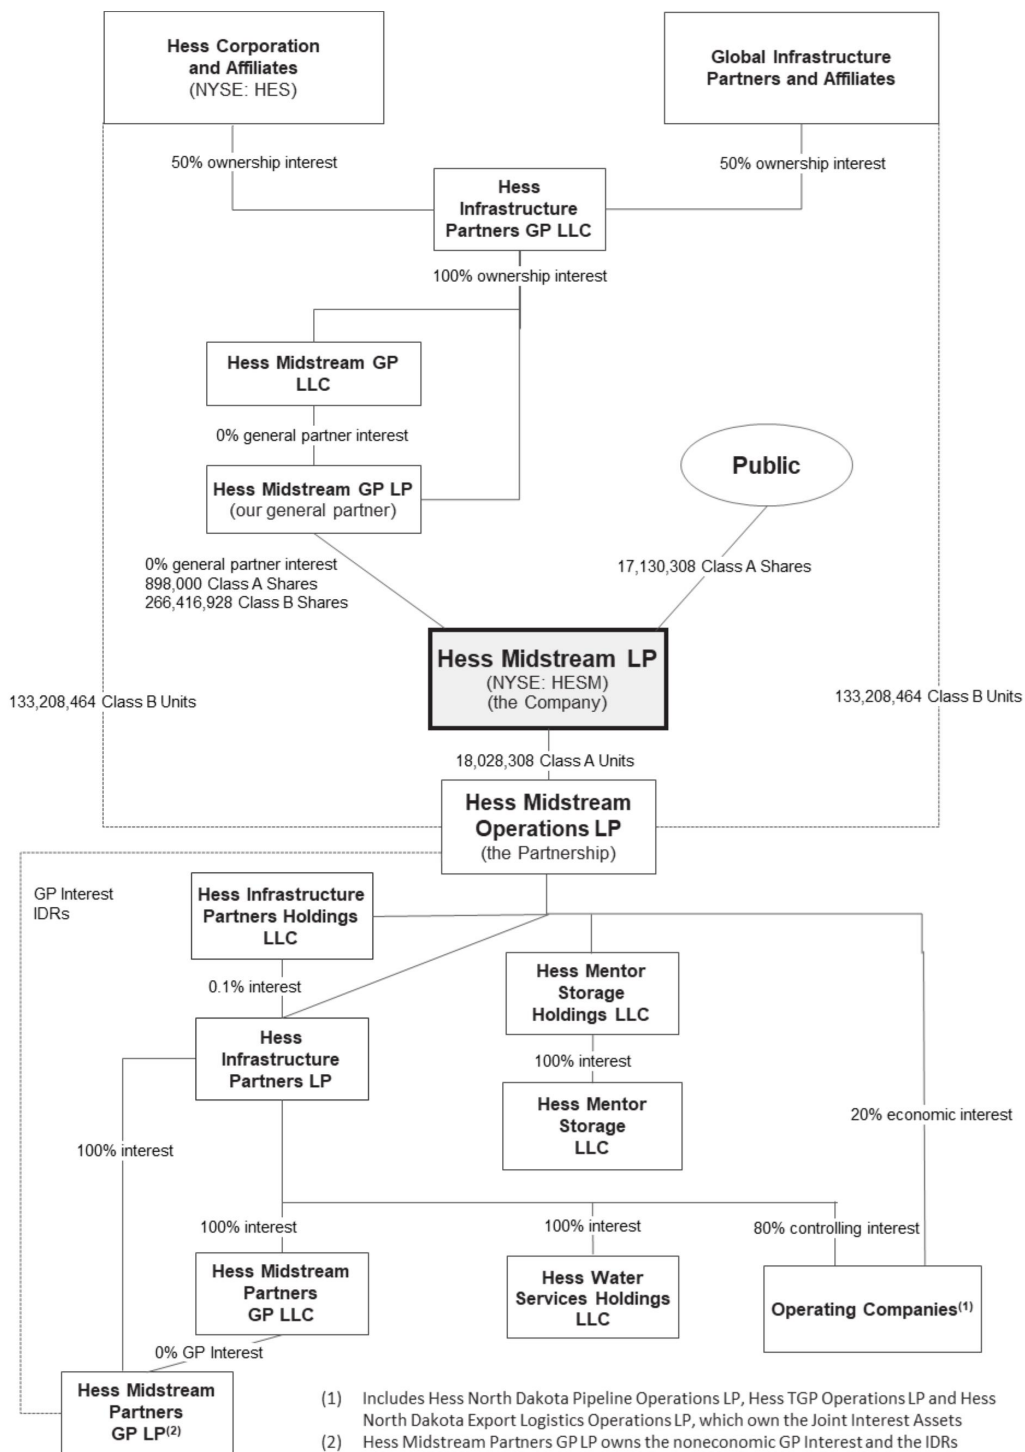 Hess Corporation
and Affiliates
(NYSE: HES)
Global Infrastructure
Partners and Affiliates
50% ownership interest
50% ownership interest
Hess
Infrastructure
Partners GP LLC
100% ownership interest
Hess Midstream GP
LLC
0% general partner interest
Hess Midstream GP LP
(our general partner)
Public
0% general partner interest
898,000 Class A Shares
266,416,928 Class B Shares
17,130,308 Class A Shares
Hess Midstream LP
(NYSE: HESM)
(the Company)
133,208,464 Class B Units
133,208,464 Class B Units
18,028,308 Class A Units
Hess Midstream
Operations LP
(the Partnership)
GP Interest
IDRs
Hess Infrastructure
Partners Holdings
LLC
0.1% interest
Hess Mentor
Storage
Holdings LLC
Hess
Infrastructure
Partners LP
100% interest
Hess Mentor
Storage
LLC
20% economic interest
100% interest
100% interest
100% interest
80% controlling interest
Hess Midstream
Partners
GP LLC
Hess Water
Services Holdings
LLC
Operating Companies(1)
0% GP Interest
Hess Midstream
Partners
GP LP(2)
(1) Includes Hess North Dakota Pipeline Operations LP, Hess TGP Operations LP and Hess
North Dakota Export Logistics Operations LP, which own the Joint Interest Assets
(2) Hess Midstream Partners GP LP owns the noneconomic GP Interest and the IDRs